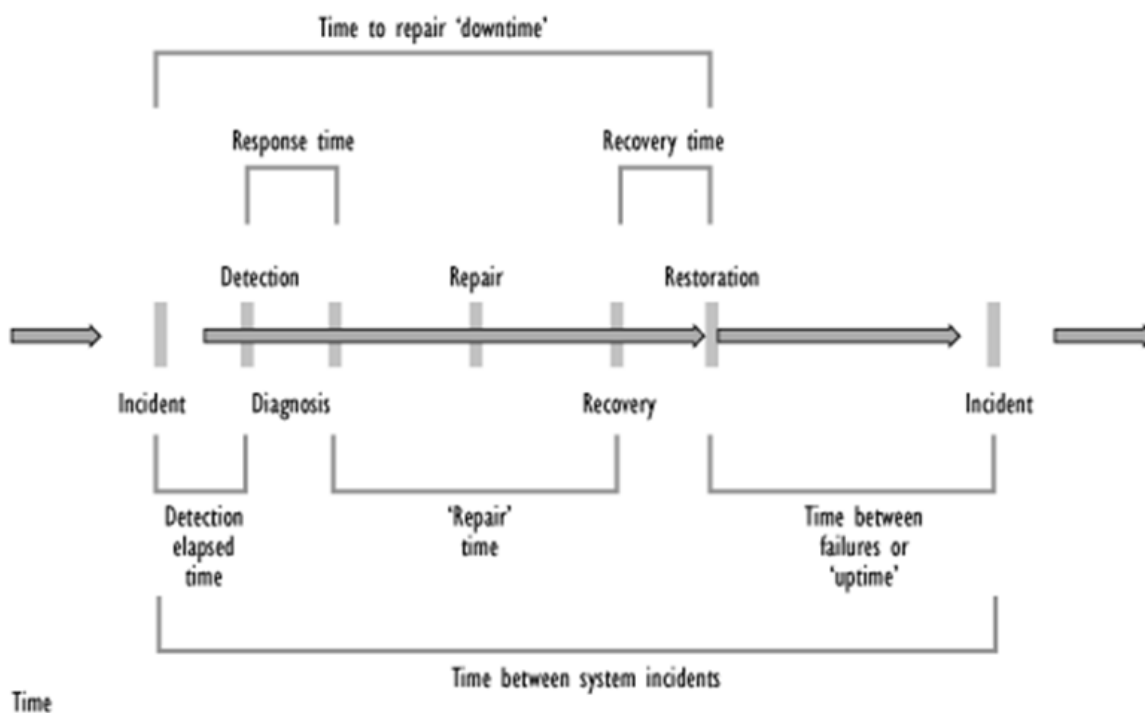 Time to repair ‘downtime’
Response time
Recovery time
Detection
Repair
Restoration
Incident
Diagnosis
Recovery
Incident
Detection
elapsed
time
‘Repair’
time
Time between
failures or
‘uptime’
Time between system incidents
Time